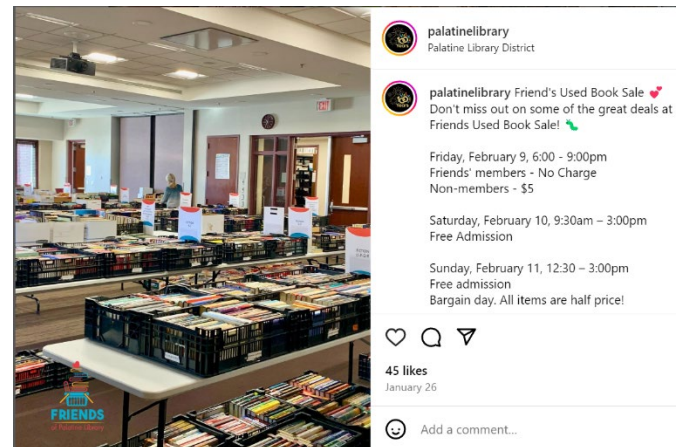 palatinelibrary
Palatine Library District
palatinelibrary Friend's Used Book Sale 💕
Don't miss out on some of the great deals at
Friends Used Book Sale! 🐛
Friday, February 9, 6:00 - 9:00pm
Friends' members - No Charge
Non-members - $5
Saturday, February 10, 9:30am – 3:00pm
Free Admission
Sunday, February 11, 12:30 – 3:00pm
Free admission
Bargain day. All items are half price!
45 likes
January 26
Add a comment...
EXIT
FRIENDS
of Palatine Library